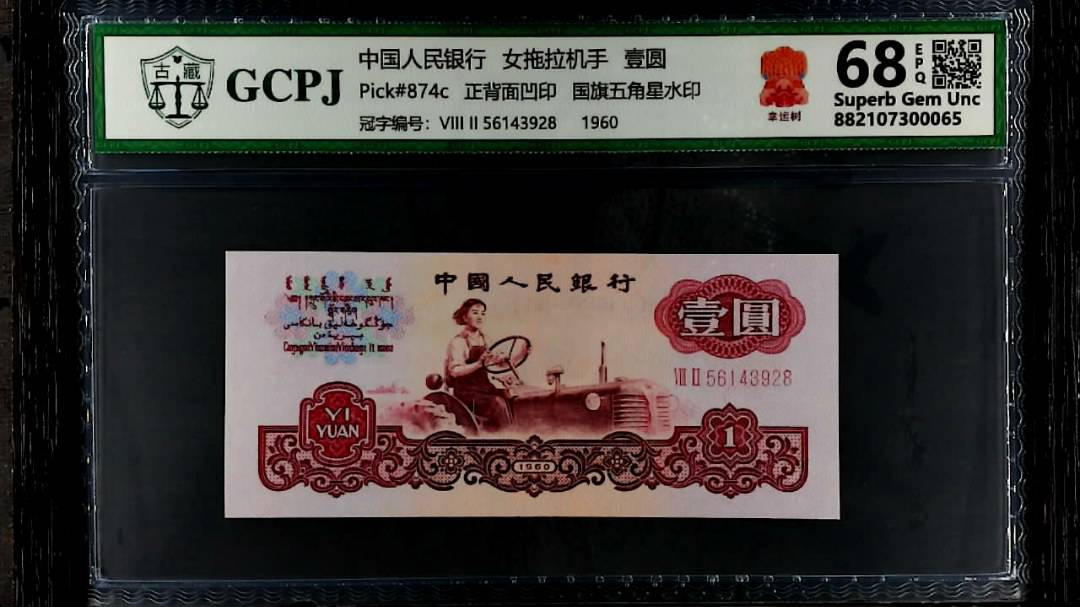 古 藏
GCPJ
中国人民银行 女拖拉机手 壹圆
Pick#874c 正背面凹印 国旗五角星水印
冠字编号：VIII II 56143928 1960
幸运树
68 EPQ
Superb Gem Unc
882107300065
中國人民銀行
壹圓
VIII II 56143928
YI
YUAN
1
1960